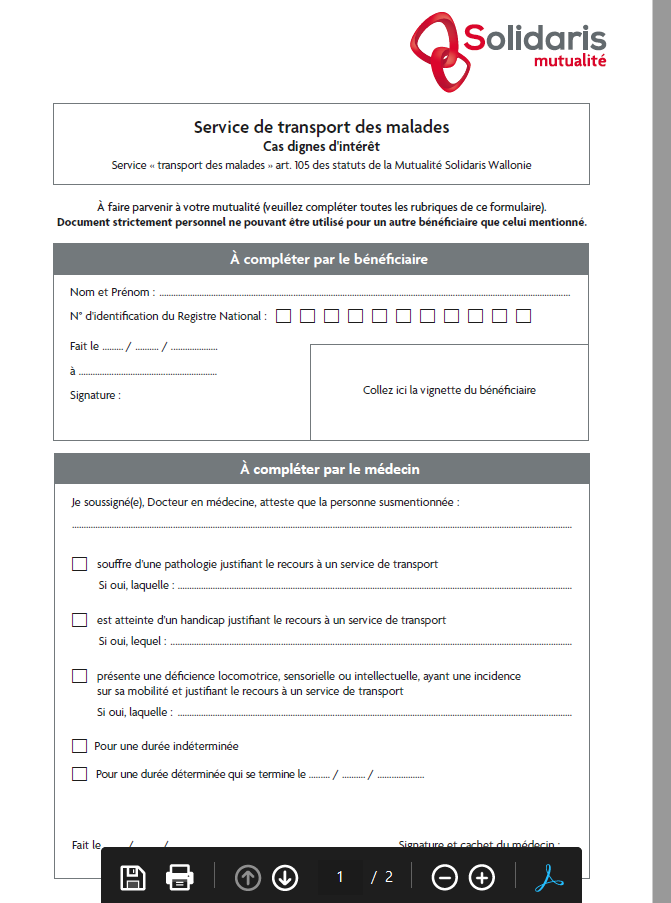 Solidaris
mutualité
Service de transport des malades
Cas dignes d'intérêt
Service « transport des malades » art. 105 des statuts de la Mutualité Solidaris Wallonie
À faire parvenir à votre mutualité (veuillez compléter toutes les rubriques de ce formulaire).
Document strictement personnel ne pouvant être utilisé pour un autre bénéficiaire que celui mentionné.
À compléter par le bénéficiaire
Nom et Prénom : ....................
N° d'identification du Registre National :
Fait le ......... / .......... / ....................
à ....................
Signature :
Collez ici la vignette du bénéficiaire
À compléter par le médecin
Je soussigné(e), Docteur en médecine, atteste que la personne susmentionnée :
....................
souffre d'une pathologie justifiant le recours à un service de transport
Si oui, laquelle : ....................
est atteinte d'un handicap justifiant le recours à un service de transport
Si oui, lequel : ....................
présente une déficience locomotrice, sensorielle ou intellectuelle, ayant une incidence
sur sa mobilité et justifiant le recours à un service de transport
Si oui, laquelle : ....................
Pour une durée indéterminée
Pour une durée déterminée qui se termine le ......... / .......... / ....................
Fait le / /
Signature et cachet du médecin :
1 / 2